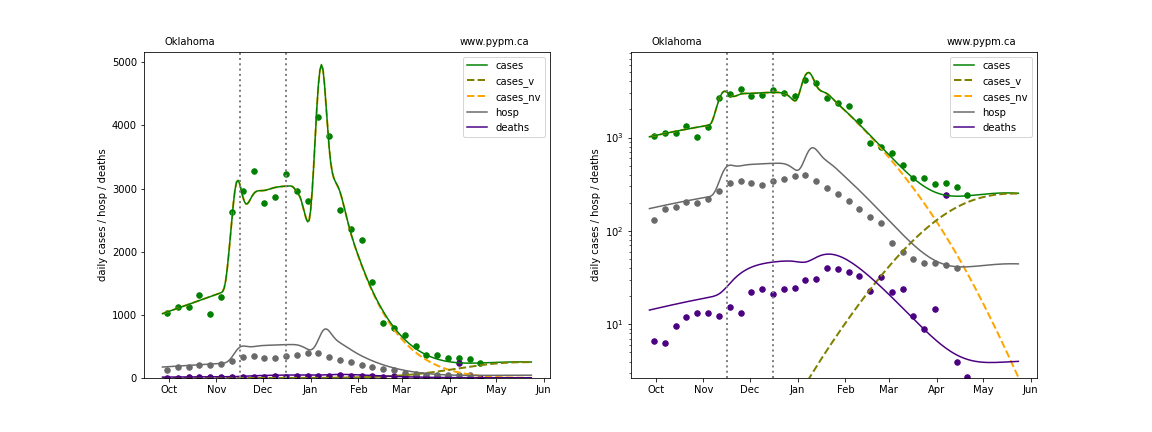 Oklahoma www.pypm.ca
5000
4000
3000
2000
1000
0
daily cases / hosp / deaths
cases
cases_v
cases_nv
hosp
deaths
Oct Nov Dec Jan Feb Mar Apr May Jun
Oklahoma www.pypm.ca
10³
10²
10¹
daily cases / hosp / deaths
cases
cases_v
cases_nv
hosp
deaths
Oct Nov Dec Jan Feb Mar Apr May Jun